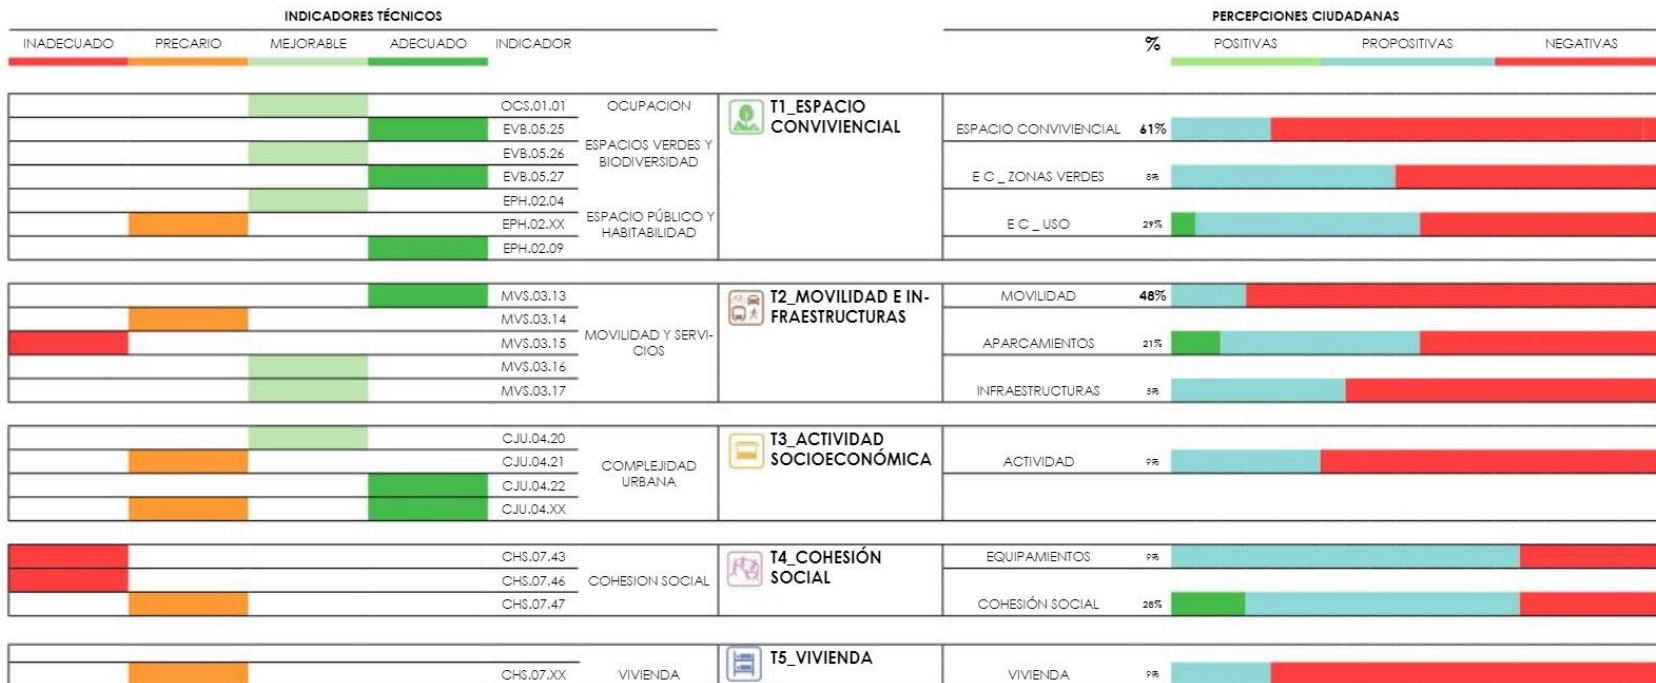 INDICADORES TÉCNICOS
PERCEPCIONES CIUDADANAS
INADECUADO PRECARIO MEJORABLE ADECUADO INDICADOR
% POSITIVAS PROPOSITIVAS NEGATIVAS
OCS.01.01 OCUPACION
EVB.05.25
EVB.05.26
EVB.05.27
ESPACIOS VERDES Y
BIODIVERSIDAD
EPH.02.04
EPH.02.XX
EPH.02.09
ESPACIO PÚBLICO Y
HABITABILIDAD
T1_ESPACIO
CONVIVIENCIAL
ESPACIO CONVIVIENCIAL 61%
E C _ ZONAS VERDES 8%
E C _ USO 29%
MVS.03.13
MVS.03.14
MVS.03.15
MVS.03.16
MVS.03.17
MOVILIDAD Y SERVI-
CIOS
T2_MOVILIDAD E IN-
FRAESTRUCTURAS
MOVILIDAD 48%
APARCAMIENTOS 21%
INFRAESTRUCTURAS 5%
CJU.04.20
CJU.04.21
CJU.04.22
CJU.04.XX
COMPLEJIDAD
URBANA
T3_ACTIVIDAD
SOCIOECONÓMICA
ACTIVIDAD 9%
CHS.07.43
CHS.07.46
CHS.07.47
COHESION SOCIAL
T4_COHESIÓN
SOCIAL
EQUIPAMIENTOS 9%
COHESIÓN SOCIAL 28%
CHS.07.XX VIVIENDA
T5_VIVIENDA
VIVIENDA 9%